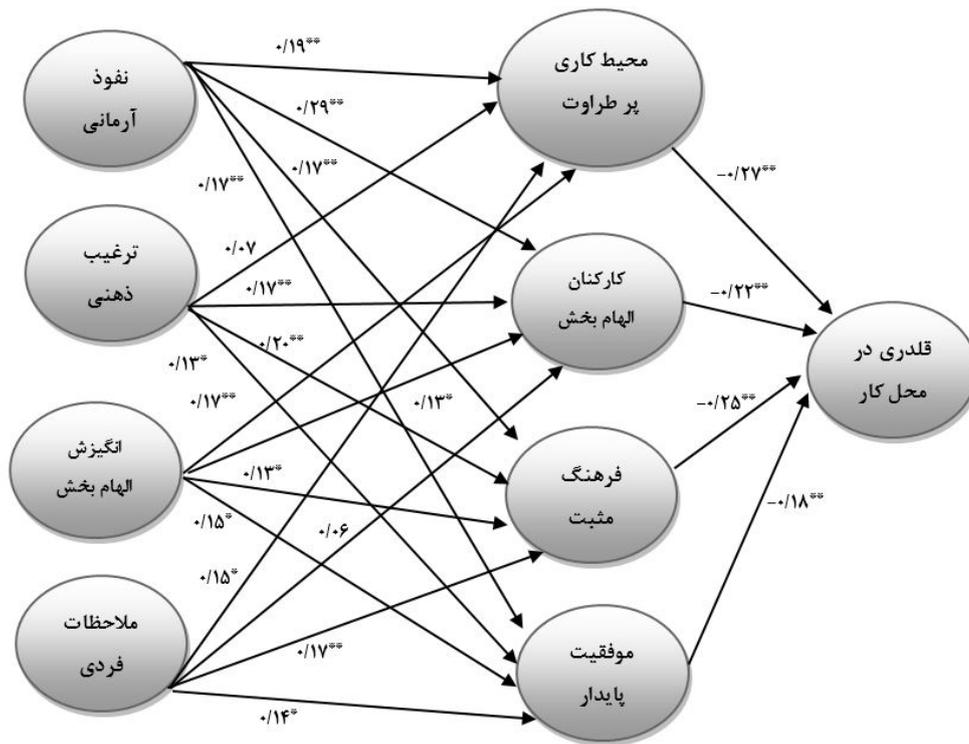 نفوذ
آرمانی
ترغیب
ذهنی
انگیزش
الهام بخش
ملاحظات
فردی
۰/۱۹**
۰/۲۹**
۰/۱۷**
۰/۱۷**
۰/۰۷
۰/۱۷**
۰/۲۰**
۰/۱۳*
۰/۱۷**
۰/۱۳*
۰/۱۳*
۰/۱۵*
۰/۰۶
۰/۱۵*
۰/۱۷**
۰/۱۴*
محیط کاری
پر طراوت
کارکنان
الهام بخش
فرهنگ
مثبت
موفقیت
پایدار
-۰/۲۷**
-۰/۲۲**
-۰/۲۵**
-۰/۱۸**
قلدری در
محل کار